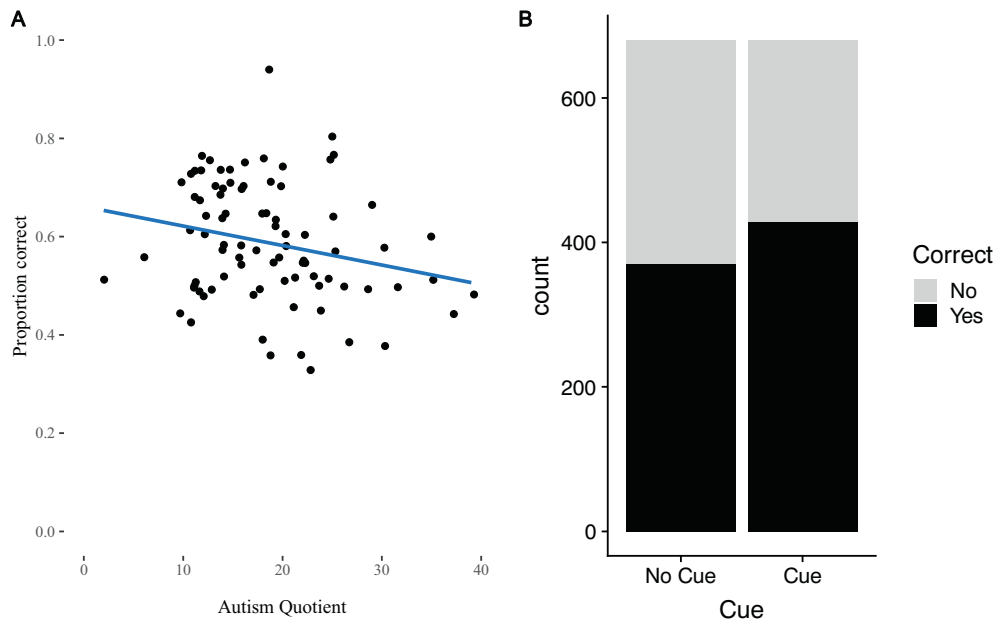 A
1.0
0.8
0.6
0.4
0.2
0.0
Proportion correct
0 10 20 30 40
Autism Quotient
B
600
400
200
0
count
No Cue Cue
Cue
Correct
No
Yes